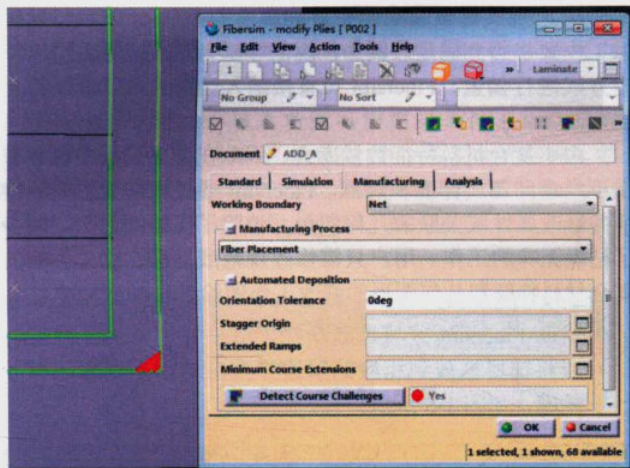 Fibersim - modify Plies [ P002 ]
File Edit View Action Tools Help
1 » Laminate
No Group No Sort
»
Document ADD_A
Standard Simulation Manufacturing Analysis
Working Boundary Net
Manufacturing Process
Fiber Placement
Automated Deposition
Orientation Tolerance 0deg
Stagger Origin
Extended Ramps
Minimum Course Extensions
Detect Course Challenges Yes
OK Cancel
1 selected, 1 shown, 68 available